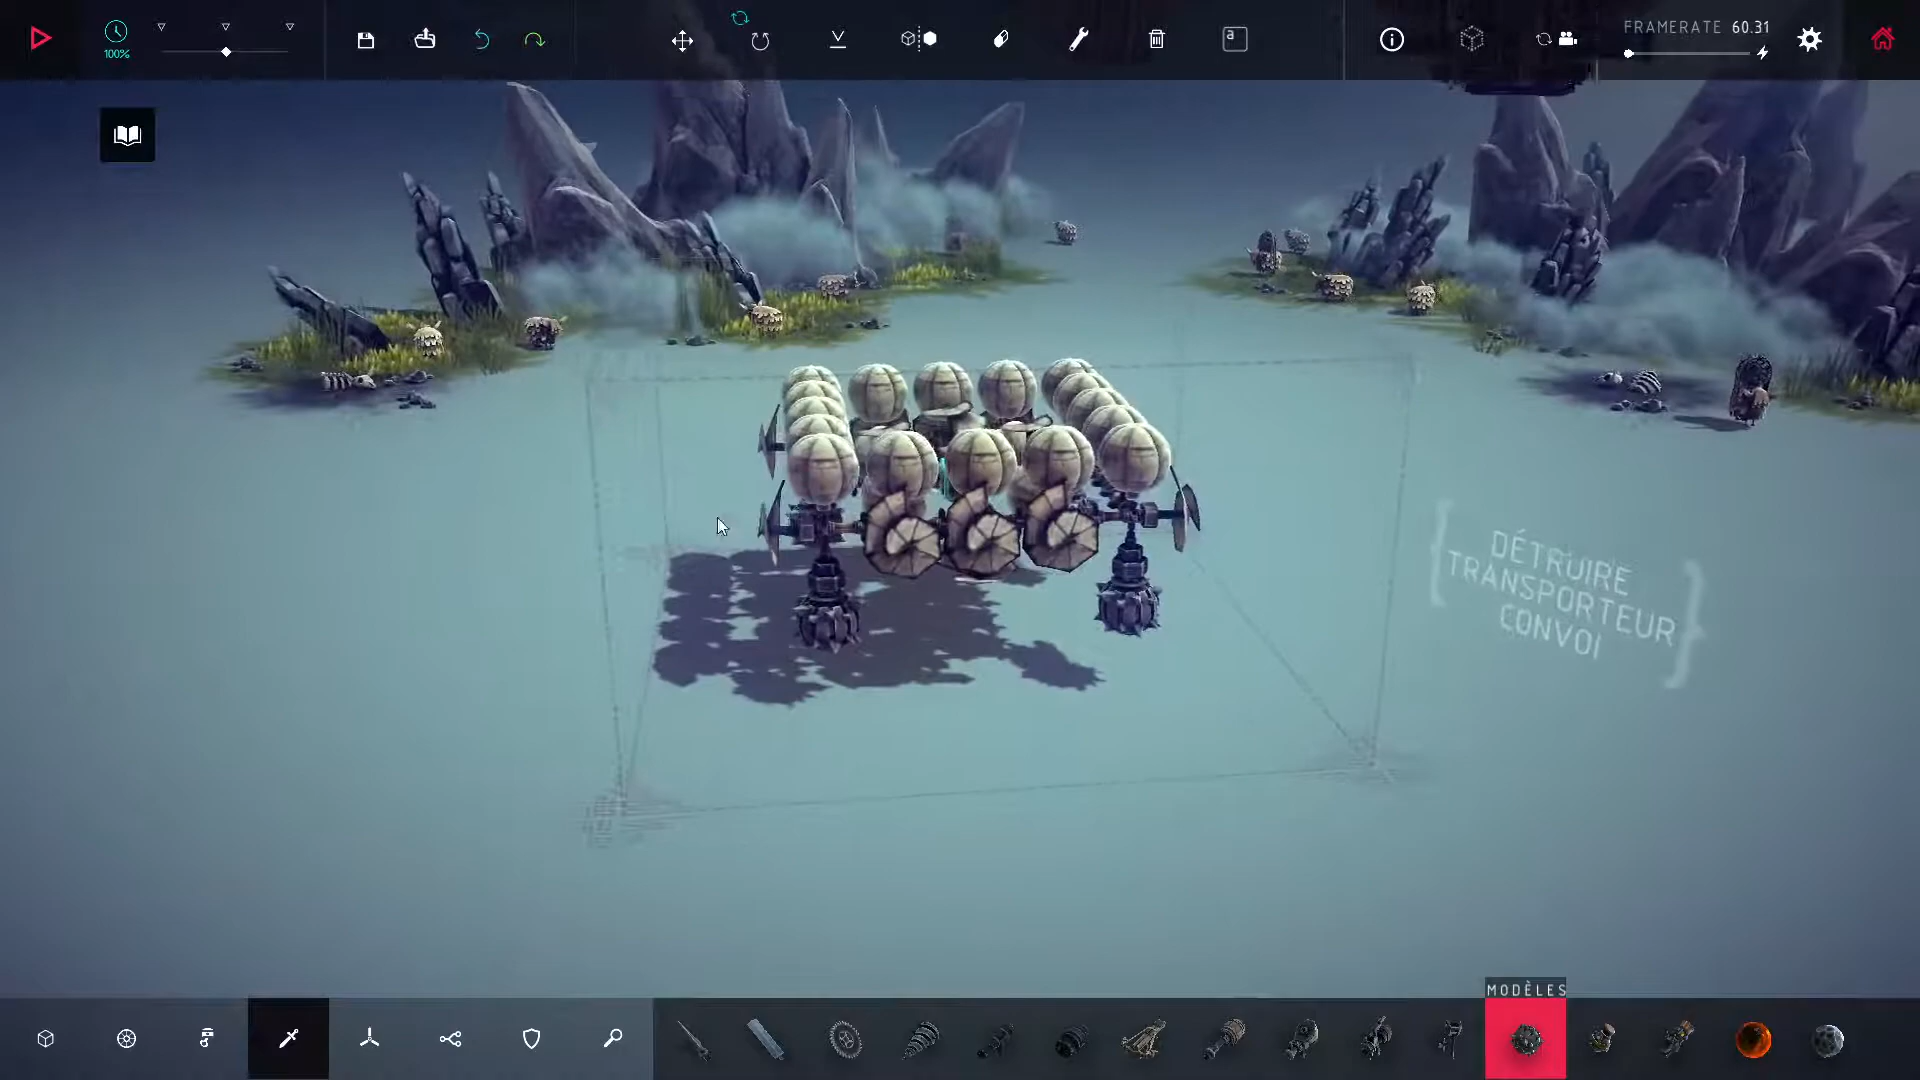 100%
a
FRAMERATE 60.31
DÉTRUIRE
TRANSPORTEUR
CONVOI
MODÈLES